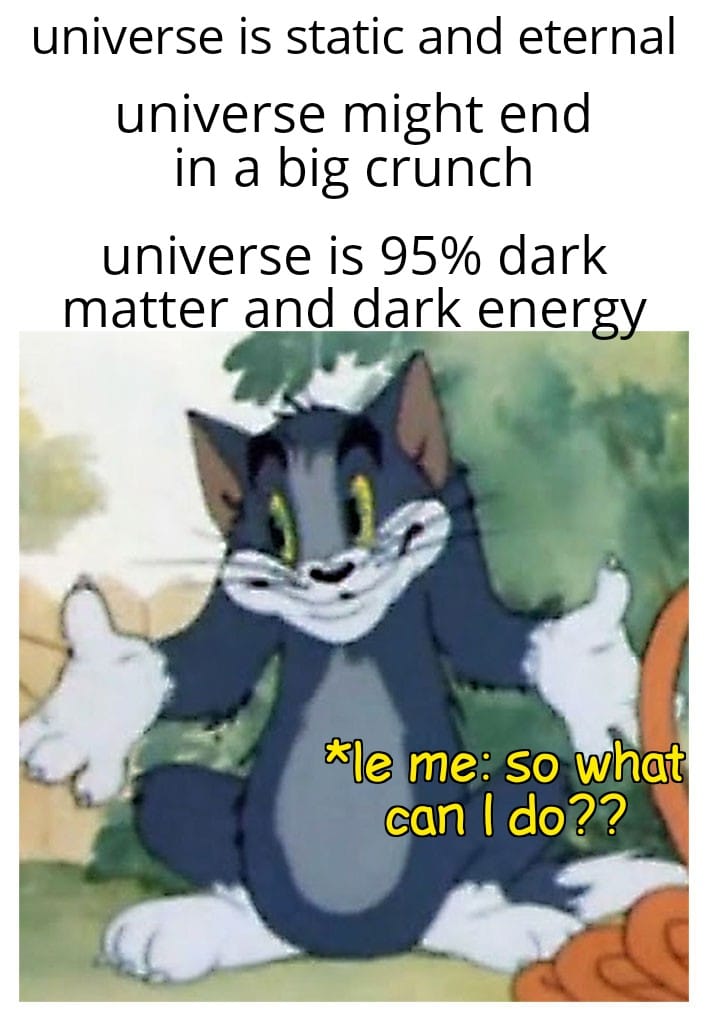 universe is static and eternal
universe might end
in a big crunch
universe is 95% dark
matter and dark energy
*le me: so what
can I do??